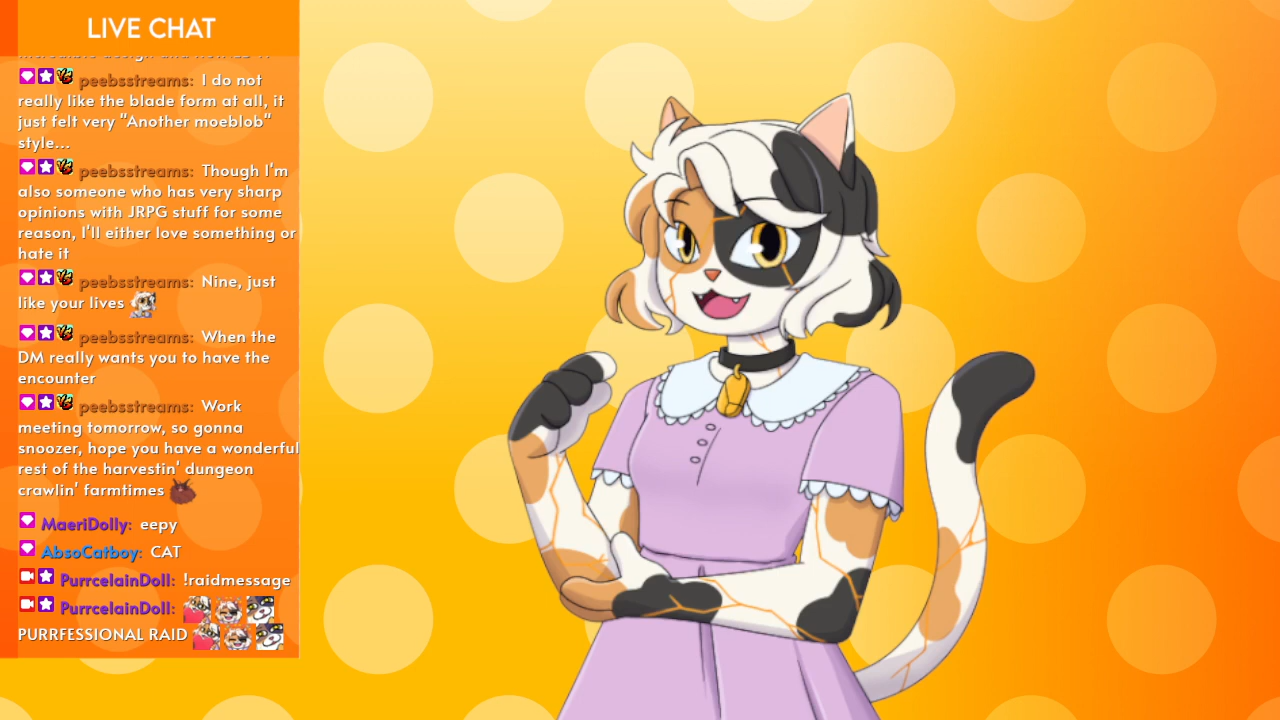 LIVE CHAT
peebsstreams: I do not
really like the blade form at all, it
just felt very "Another moeblob"
style...
peebsstreams: Though I'm
also someone who has very sharp
opinions with JRPG stuff for some
reason, I'll either love something or
hate it
peebsstreams: Nine, just
like your lives
peebsstreams: When the
DM really wants you to have the
encounter
peebsstreams: Work
meeting tomorrow, so gonna
snoozer, hope you have a wonderful
rest of the harvestin' dungeon
crawlin' farmtimes
MaeriDolly: eepy
AbsoCatboy: CAT
PurrcelainDoll: !raidmessage
PurrcelainDoll:
PURRFESSIONAL RAID